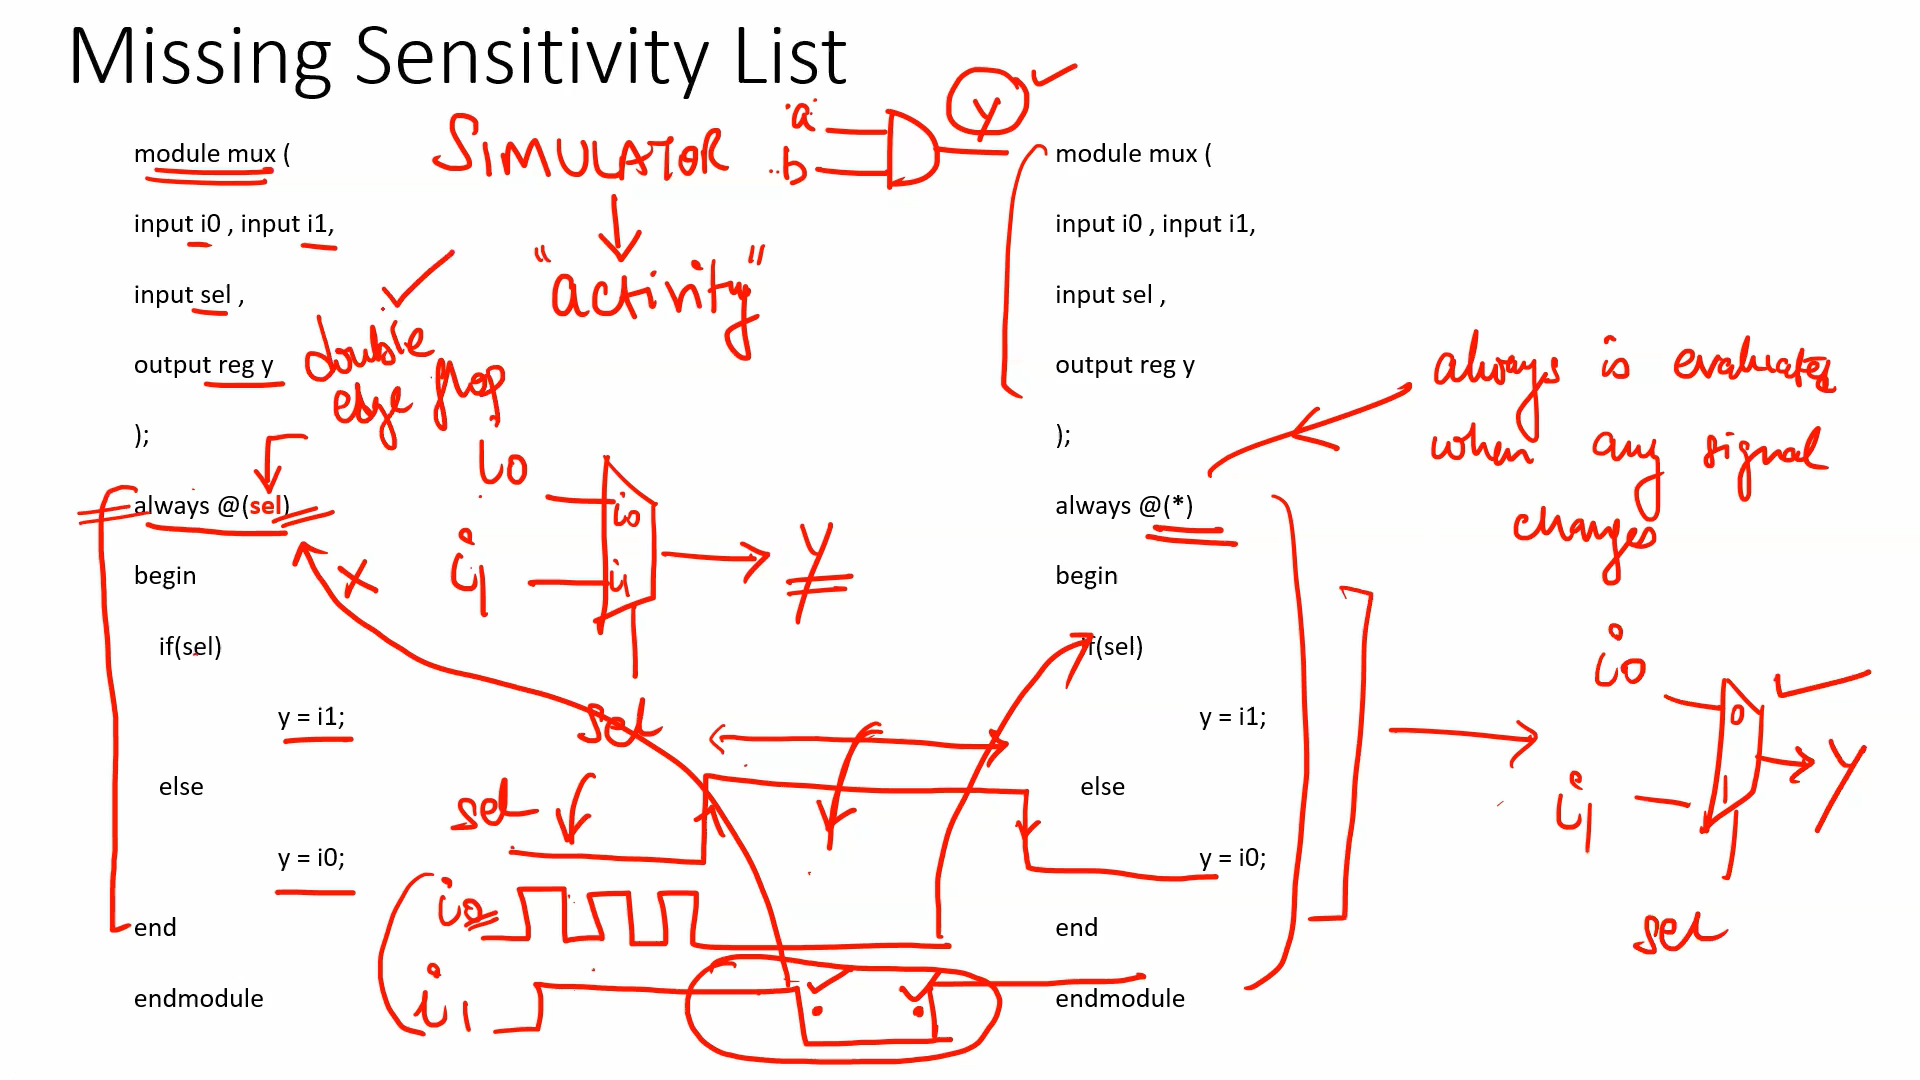 Missing Sensitivity List
module mux (
input i0 , input i1,
input sel ,
output reg y
);
always @(sel)
begin
if(sel)
y = i1;
else
y = i0;
end
endmodule
SIMULATOR
"activity"
a
b
y
double
edge flop
i0
i1
i0
i1
Y
sel
sel
i0
i1
module mux (
input i0 , input i1,
input sel ,
output reg y
);
always @(*)
begin
if(sel)
y = i1;
else
y = i0;
end
endmodule
always is evaluates
when any signal
changes
i0
0
i1
1
Y
sel